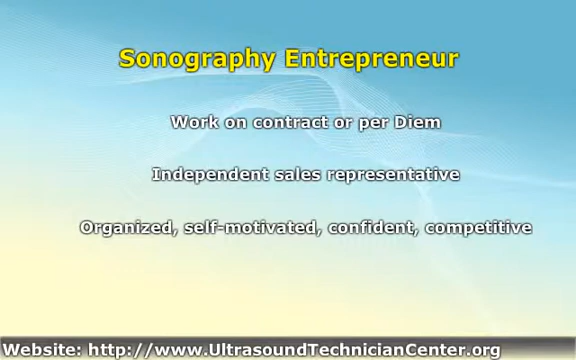 Sonography Entrepreneur
Work on contract or per Diem
Independent sales representative
Organized, self-motivated, confident, competitive
Website: http://www.UltrasoundTechnicianCenter.org